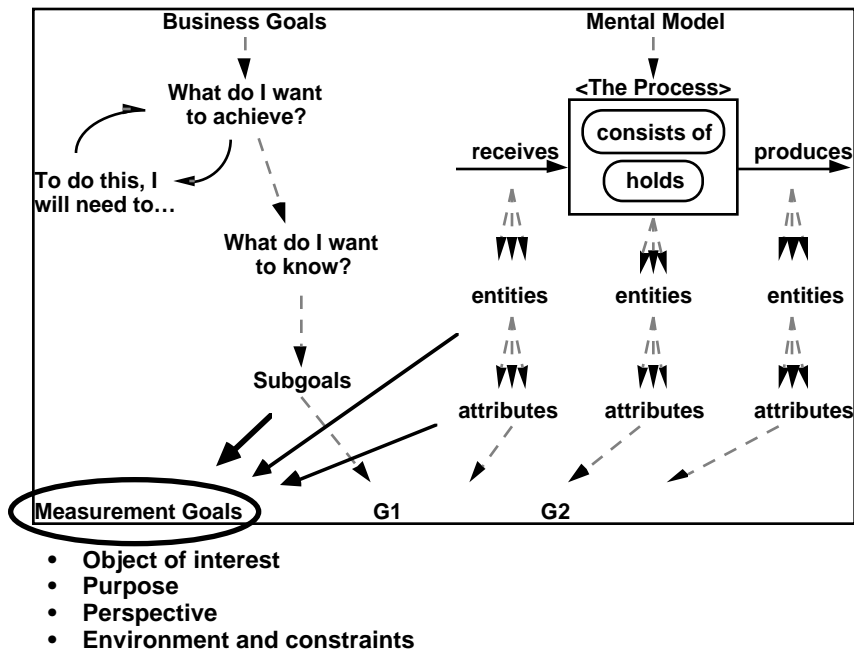 Business Goals
Mental Model
What do I want
to achieve?
<The Process>
consists of
holds
receives
produces
To do this, I
will need to…
What do I want
to know?
entities
entities
entities
Subgoals
attributes
attributes
attributes
Measurement Goals
G1
G2
• Object of interest
• Purpose
• Perspective
• Environment and constraints